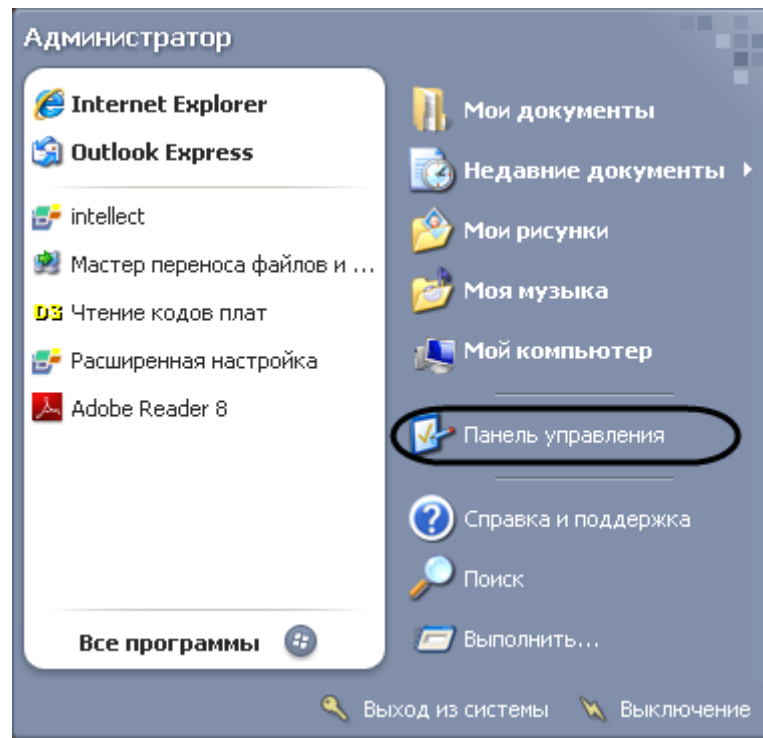 Администратор
Internet Explorer
Outlook Express
intellect
Мастер переноса файлов и ...
D3 Чтение кодов плат
Расширенная настройка
Adobe Reader 8
Все программы
Мои документы
Недавние документы
Мои рисунки
Моя музыка
Мой компьютер
Панель управления
Справка и поддержка
Поиск
Выполнить...
Выход из системы
Выключение